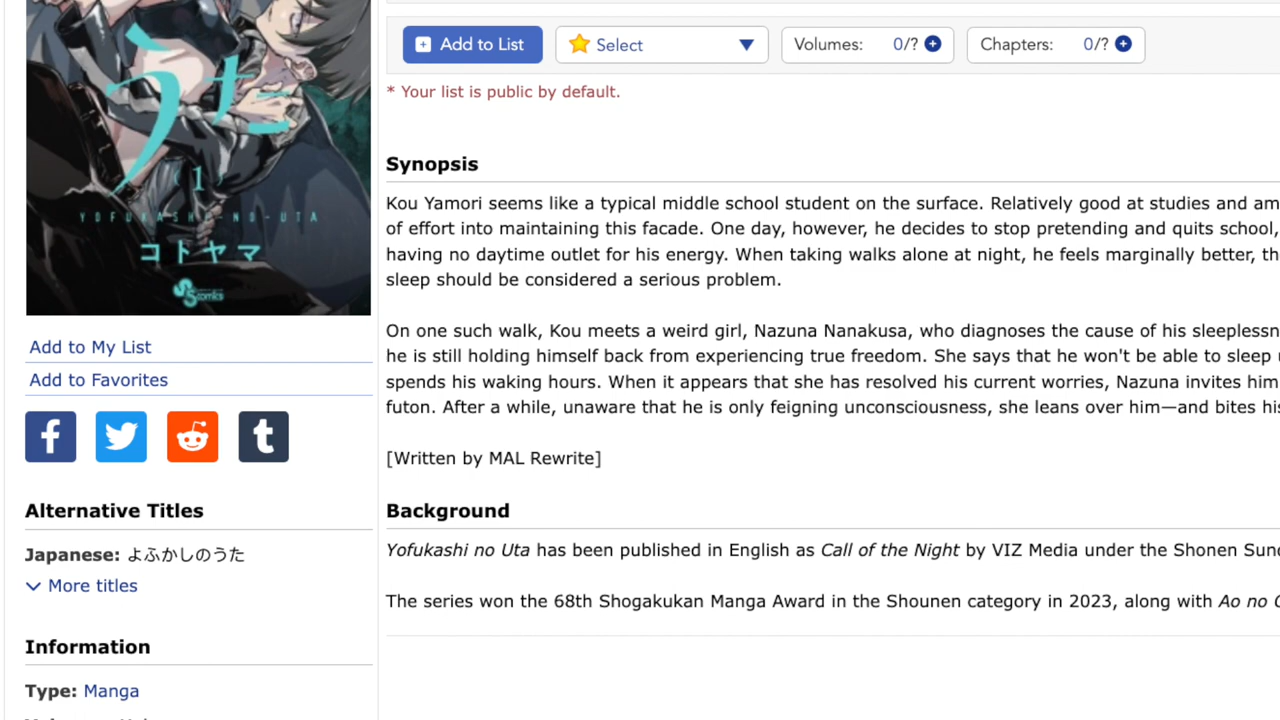 うた
1
YOFUKASHI-NO-UTA
コトヤマ
Add to List
Select
Volumes: 0/?
Chapters: 0/?
* Your list is public by default.
Synopsis
Kou Yamori seems like a typical middle school student on the surface. Relatively good at studies and am
of effort into maintaining this facade. One day, however, he decides to stop pretending and quits school,
having no daytime outlet for his energy. When taking walks alone at night, he feels marginally better, th
sleep should be considered a serious problem.
On one such walk, Kou meets a weird girl, Nazuna Nanakusa, who diagnoses the cause of his sleeplessn
he is still holding himself back from experiencing true freedom. She says that he won't be able to sleep
spends his waking hours. When it appears that she has resolved his current worries, Nazuna invites him
futon. After a while, unaware that he is only feigning unconsciousness, she leans over him—and bites his
[Written by MAL Rewrite]
Background
Yofukashi no Uta has been published in English as Call of the Night by VIZ Media under the Shonen Sund
The series won the 68th Shogakukan Manga Award in the Shounen category in 2023, along with Ao no
Add to My List
Add to Favorites
Alternative Titles
Japanese: よふかしのうた
More titles
Information
Type: Manga